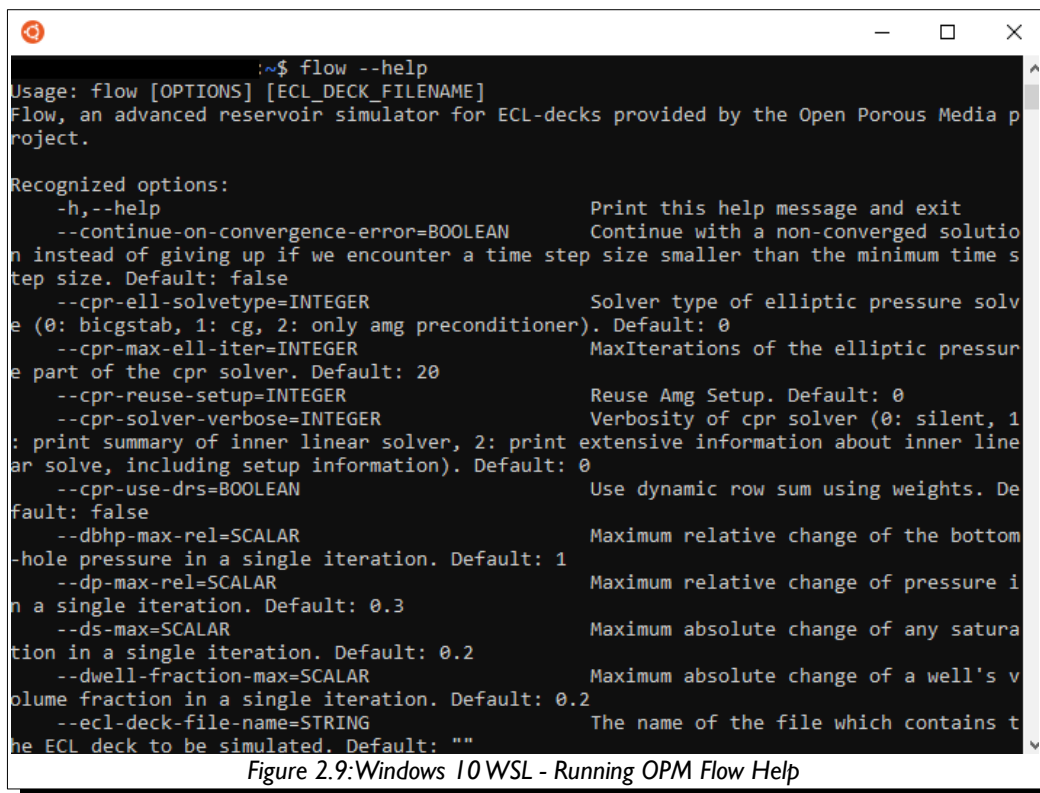 :~$ flow --help
Usage: flow [OPTIONS] [ECL_DECK_FILENAME]
Flow, an advanced reservoir simulator for ECL-decks provided by the Open Porous Media p
roject.
Recognized options:
    -h,--help                                    Print this help message and exit
    --continue-on-convergence-error=BOOLEAN      Continue with a non-converged solutio
n instead of giving up if we encounter a time step size smaller than the minimum time s
tep size. Default: false
    --cpr-ell-solvetype=INTEGER                  Solver type of elliptic pressure solv
e (0: bicgstab, 1: cg, 2: only amg preconditioner). Default: 0
    --cpr-max-ell-iter=INTEGER                   MaxIterations of the elliptic pressur
e part of the cpr solver. Default: 20
    --cpr-reuse-setup=INTEGER                    Reuse Amg Setup. Default: 0
    --cpr-solver-verbose=INTEGER                 Verbosity of cpr solver (0: silent, 1
: print summary of inner linear solver, 2: print extensive information about inner line
ar solve, including setup information). Default: 0
    --cpr-use-drs=BOOLEAN                        Use dynamic row sum using weights. De
fault: false
    --dbhp-max-rel=SCALAR                        Maximum relative change of the bottom
-hole pressure in a single iteration. Default: 1
    --dp-max-rel=SCALAR                          Maximum relative change of pressure i
n a single iteration. Default: 0.3
    --ds-max=SCALAR                              Maximum absolute change of any satura
tion in a single iteration. Default: 0.2
    --dwell-fraction-max=SCALAR                  Maximum absolute change of a well's v
olume fraction in a single iteration. Default: 0.2
    --ecl-deck-file-name=STRING                  The name of the file which contains t
he ECL deck to be simulated. Default: ""
Figure 2.9:Windows 10 WSL - Running OPM Flow Help